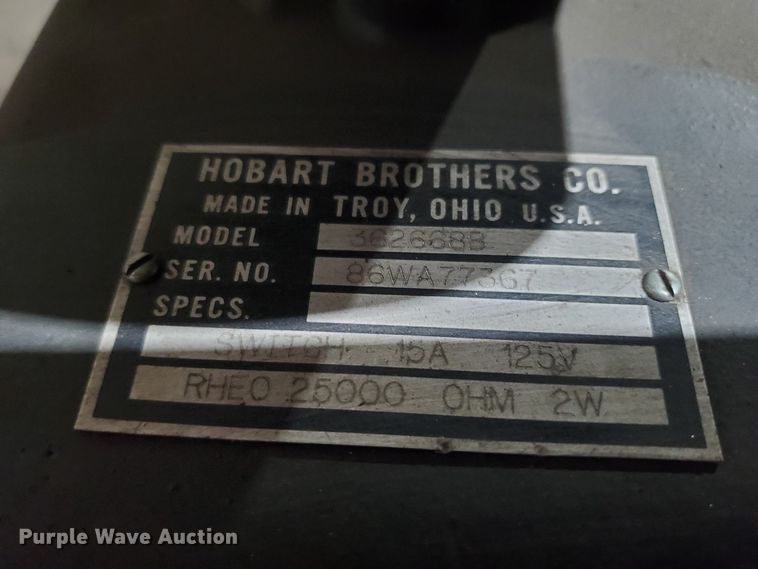 HOBART BROTHERS CO.
MADE IN TROY, OHIO U.S.A.
MODEL 362668B
SER. NO. 86WA77367
SPECS.
SWITCH 15A 125V
RHEO 25000 OHM 2W
Purple Wave Auction